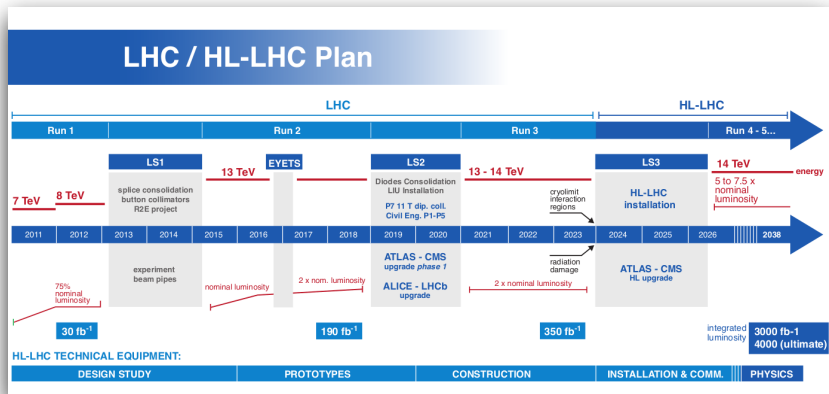 LHC / HL-LHC Plan
LHC
HL-LHC
Run 1
Run 2
Run 3
Run 4 - 5...
LS1
EYETS
LS2
LS3
14 TeV
13 TeV
13 - 14 TeV
energy
7 TeV
8 TeV
splice consolidation
button collimators
R2E project
Diodes Consolidation
LIU Installation
P7 11 T dip. coll.
Civil Eng. P1-P5
cryolimit
interaction
regions
HL-LHC
installation
5 to 7.5 x
nominal
luminosity
2011
2012
2013
2014
2015
2016
2017
2018
2019
2020
2021
2022
2023
2024
2025
2026
2038
75%
nominal
luminosity
experiment
beam pipes
nominal luminosity
2 x nom. luminosity
ATLAS - CMS
upgrade phase 1
ALICE - LHCb
upgrade
2 x nominal luminosity
radiation
damage
ATLAS - CMS
HL upgrade
30 fb-1
190 fb-1
350 fb-1
integrated
luminosity
3000 fb-1
4000 (ultimate)
HL-LHC TECHNICAL EQUIPMENT:
DESIGN STUDY
PROTOTYPES
CONSTRUCTION
INSTALLATION & COMM.
PHYSICS